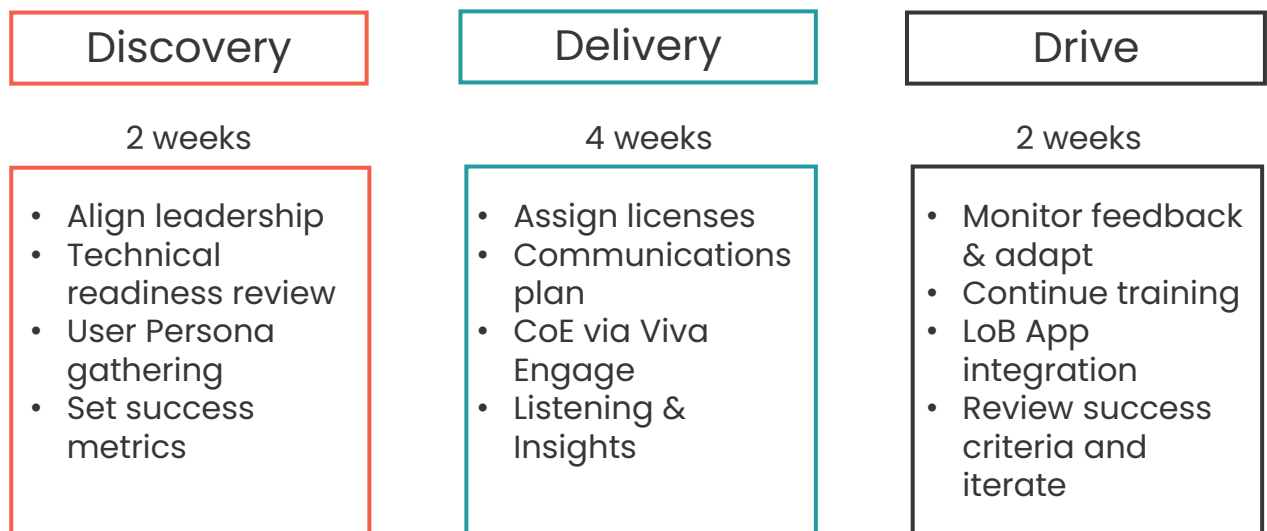 Discovery
2 weeks
• Align leadership
• Technical
readiness review
• User Persona
gathering
• Set success
metrics
Delivery
4 weeks
• Assign licenses
• Communications
plan
• CoE via Viva
Engage
• Listening &
Insights
Drive
2 weeks
• Monitor feedback
& adapt
• Continue training
• LoB App
integration
• Review success
criteria and
iterate